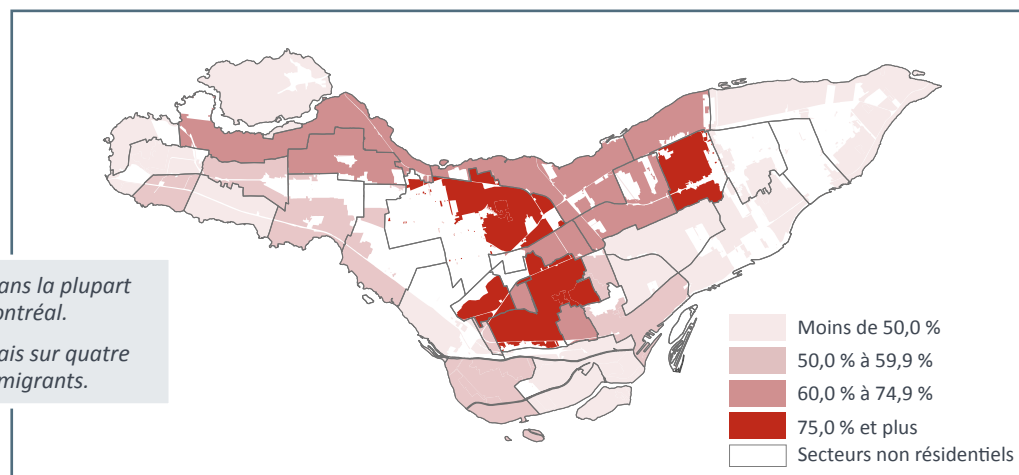 ans la plupart
ontréal.
ais sur quatre
migrants.
Moins de 50,0 %
50,0 % à 59,9 %
60,0 % à 74,9 %
75,0 % et plus
Secteurs non résidentiels